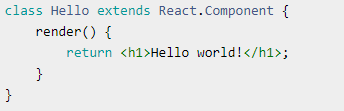 class Hello extends React.Component {
    render() {
        return <h1>Hello world!</h1>;
    }
}